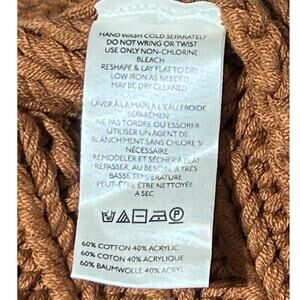 HAND WASH COLD SEPARATELY
DO NOT WRING OR TWIST
USE ONLY NON-CHLORINE
BLEACH
RESHAPE & LAY FLAT TO DRY
LOW IRON AS NEEDED
MAY BE DRY CLEANED
LAVER À LA MAIN À L'EAU FROIDE
SÉPARÉMENT
NE PAS TORDRE OU ESSORER
UTILISER UN AGENT DE
BLANCHIMENT SANS CHLORE SI
NÉCESSAIRE
REMODELER ET SÉCHER À PLAT
REPASSER, AU BESOIN, À TRÈS
BASSE TEMPÉRATURE
PEUT ÊTRE ÊTRE NETTOYÉE
À SEC
60% COTTON 40% ACRYLIC
60% COTON 40% ACRYLIQUE
60% BAUMWOLLE 40% ACRYL